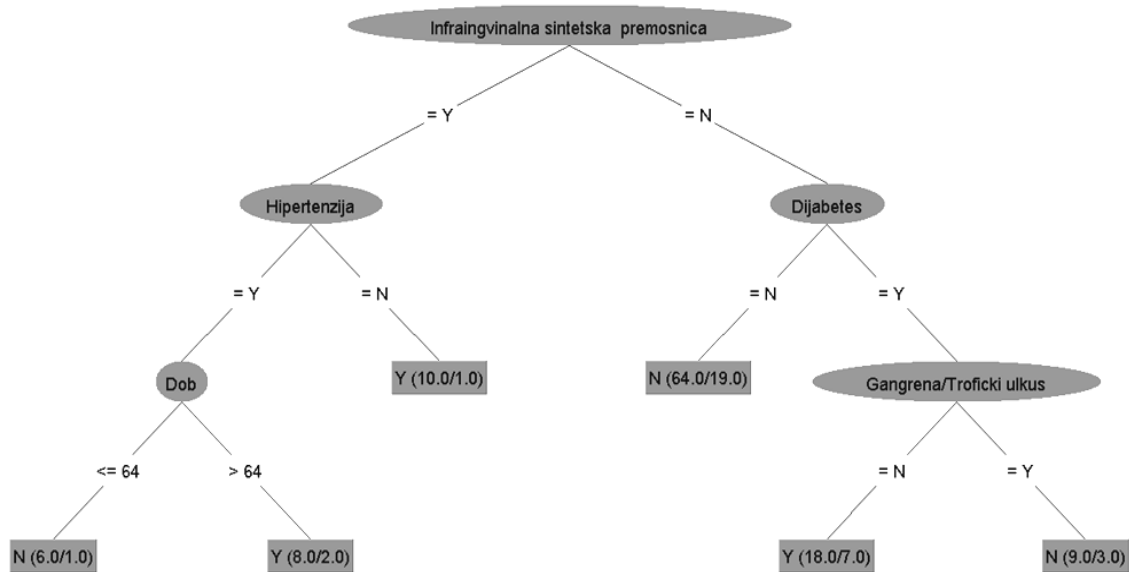 Infraingvinalna sintetska premosnica
= Y
= N
Hipertenzija
Dijabetes
= Y
= N
= N
= Y
Dob
Y (10.0/1.0)
N (64.0/19.0)
Gangrena/Troficki ulkus
<= 64
> 64
= N
= Y
N (6.0/1.0)
Y (8.0/2.0)
Y (18.0/7.0)
N (9.0/3.0)